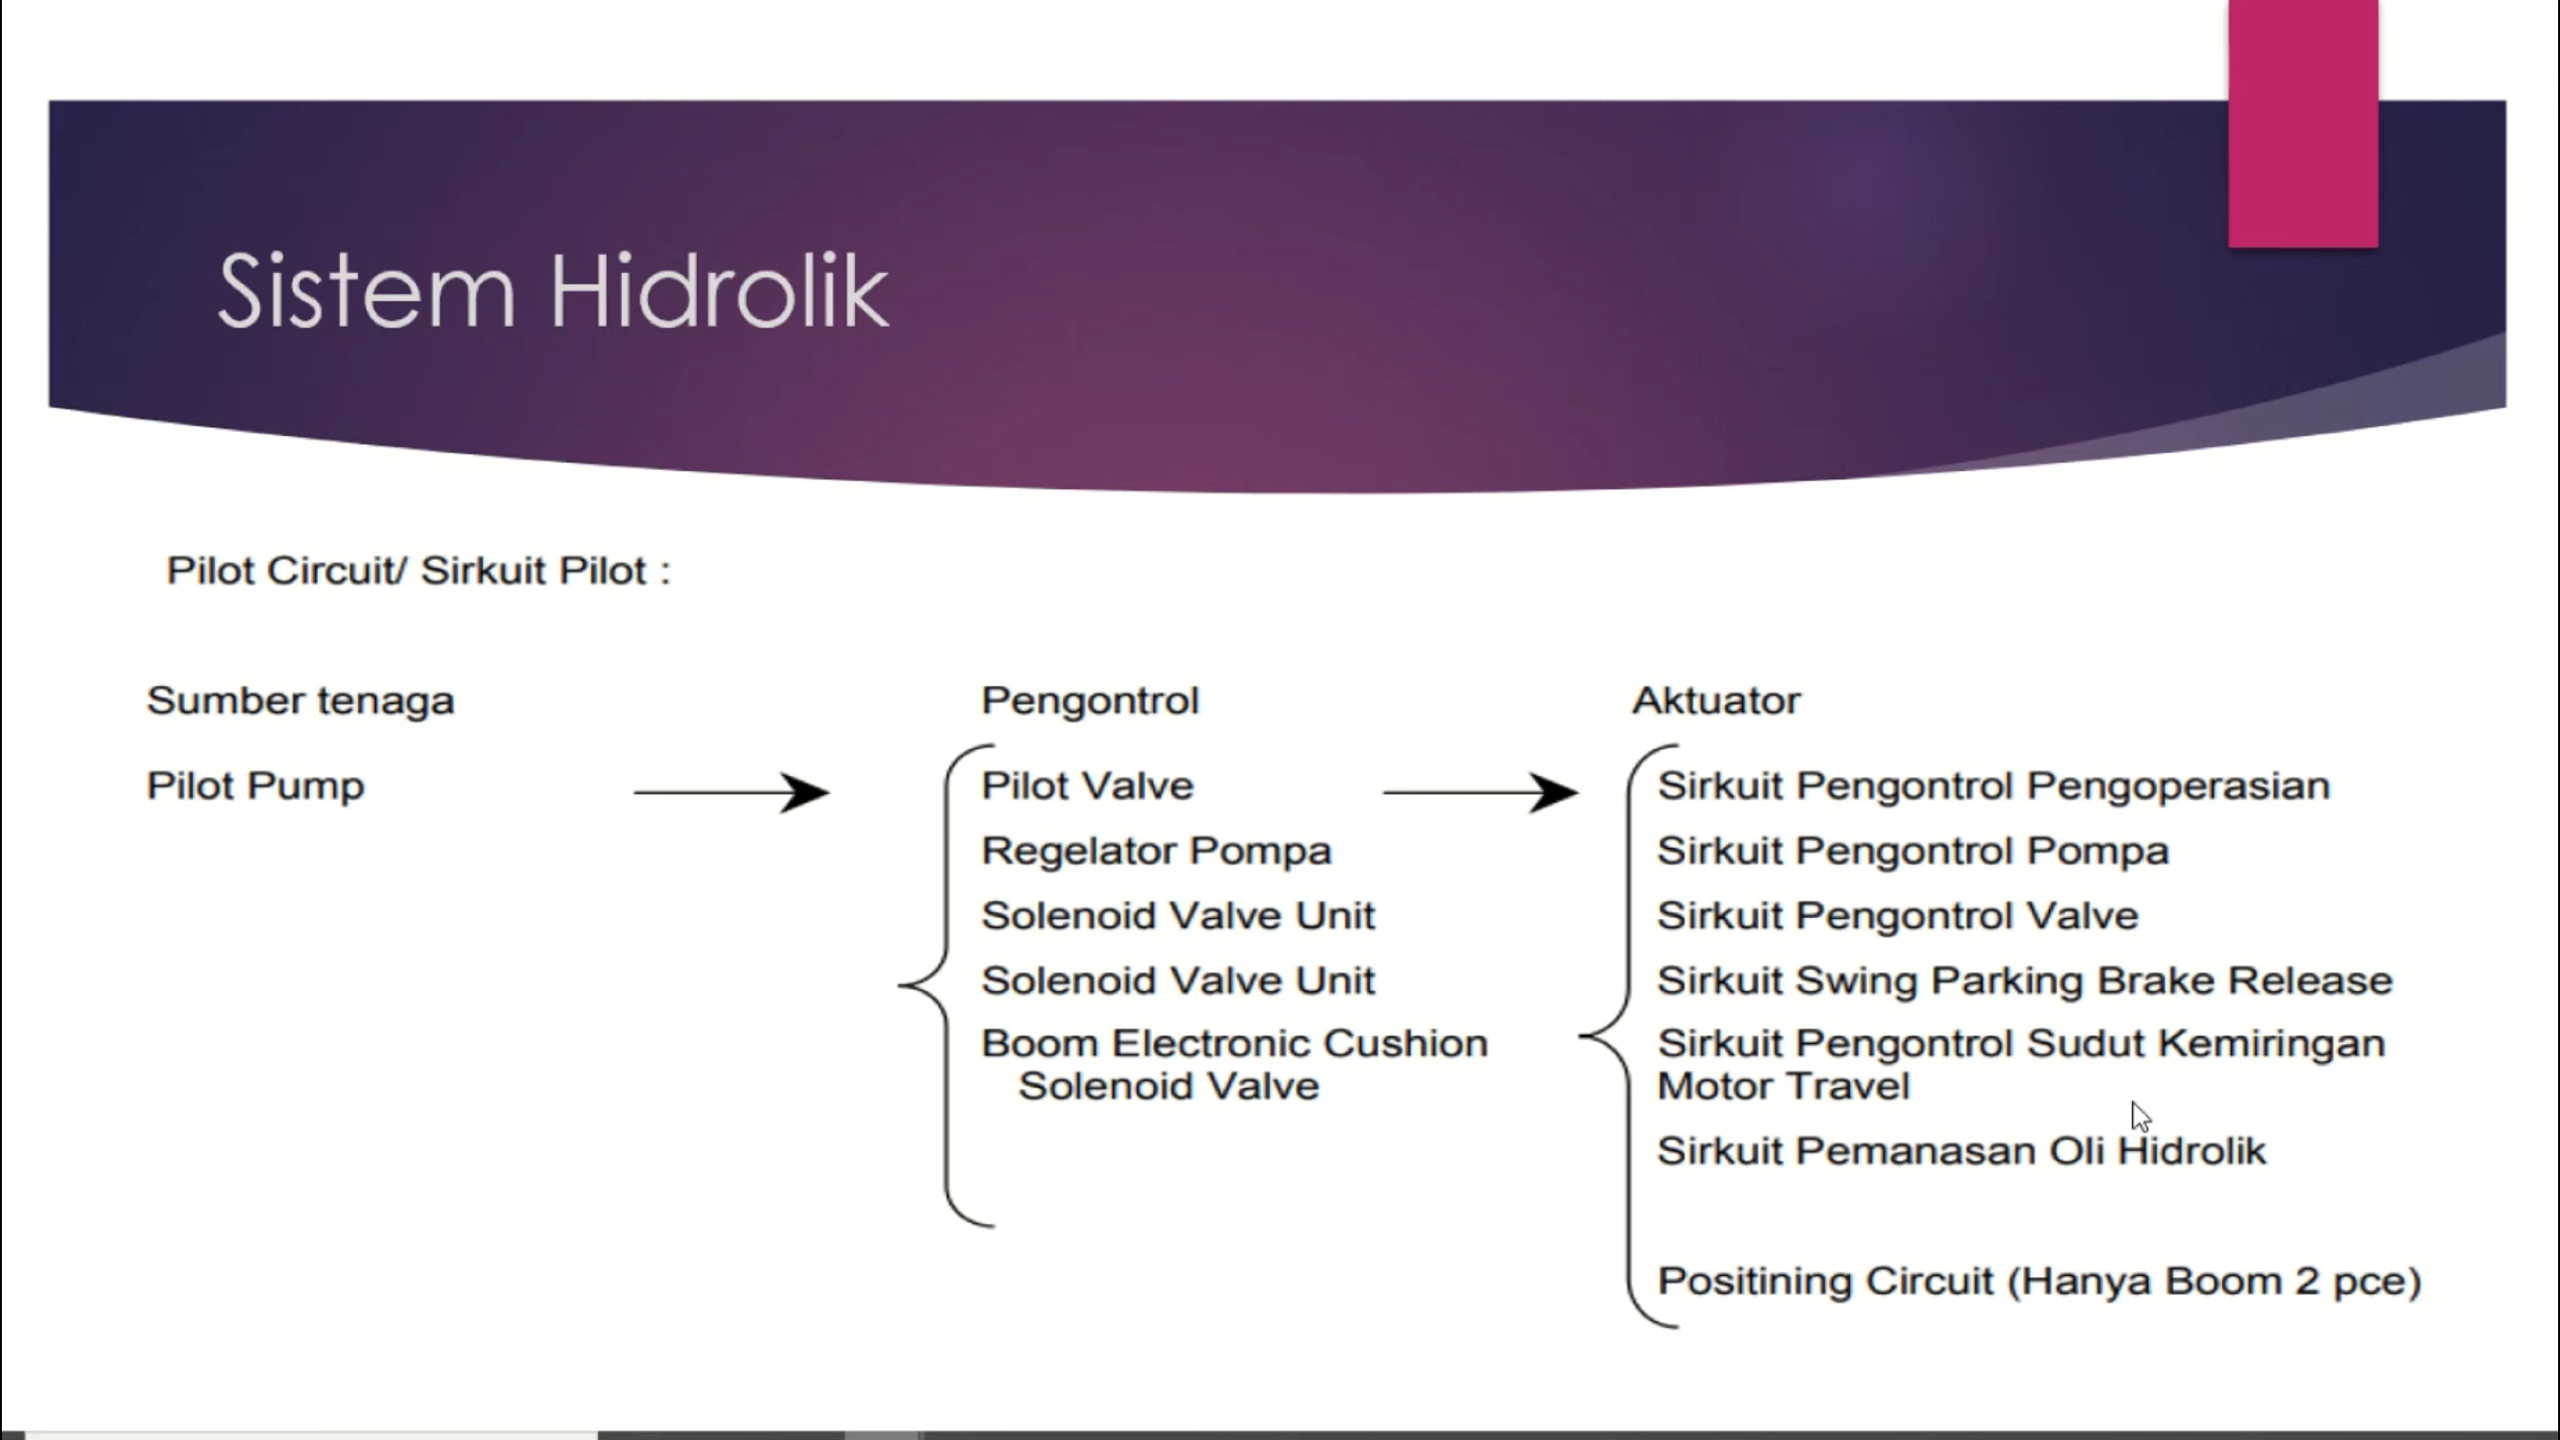 Sistem Hidrolik
Pilot Circuit/ Sirkuit Pilot :
Sumber tenaga
Pilot Pump
Pengontrol
Pilot Valve
Regelator Pompa
Solenoid Valve Unit
Solenoid Valve Unit
Boom Electronic Cushion
Solenoid Valve
Aktuator
Sirkuit Pengontrol Pengoperasian
Sirkuit Pengontrol Pompa
Sirkuit Pengontrol Valve
Sirkuit Swing Parking Brake Release
Sirkuit Pengontrol Sudut Kemiringan
Motor Travel
Sirkuit Pemanasan Oli Hidrolik
Positining Circuit (Hanya Boom 2 pce)